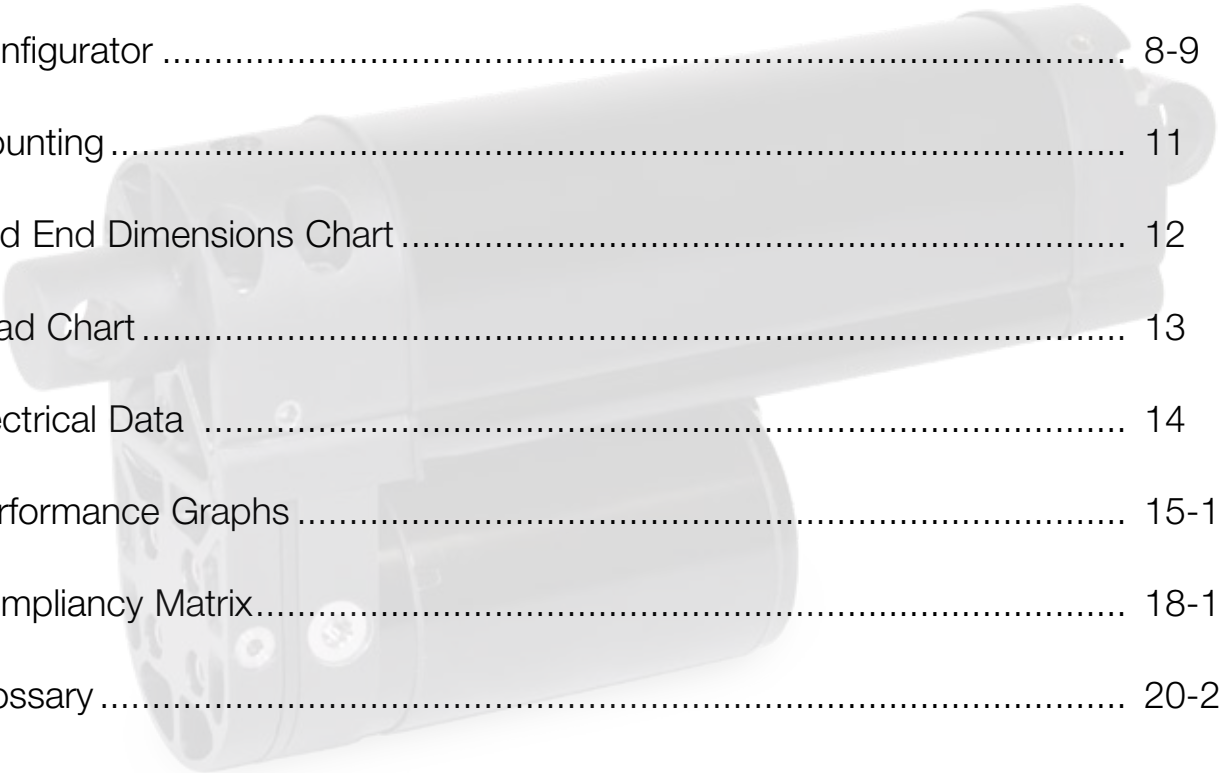 nfigurator ........................................................................................... 8-9
ounting ................................................................................................ 11
d End Dimensions Chart ..................................................................... 12
ad Chart ............................................................................................. 13
ectrical Data ........................................................................................ 14
rformance Graphs ............................................................................... 15-1
mpliancy Matrix ................................................................................... 18-1
ossary ................................................................................................. 20-2